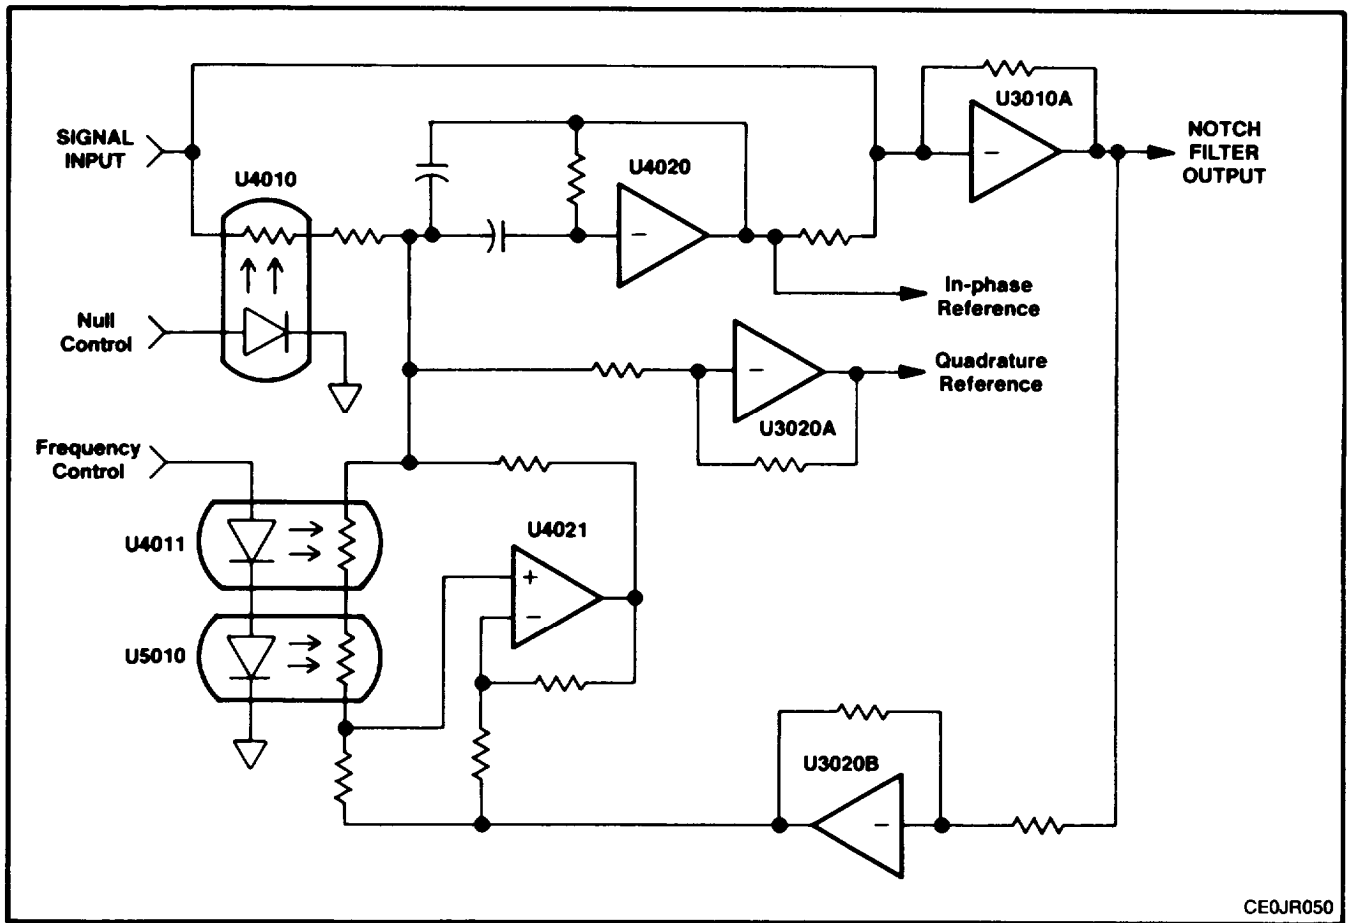 SIGNAL
INPUT
U4010
U4020
U3010A
NOTCH
FILTER
OUTPUT
−
−
In-phase
Reference
Null
Control
−
Quadrature
Reference
U3020A
Frequency
Control
U4011
U4021
+
−
U5010
U3020B
−
CE0JR050